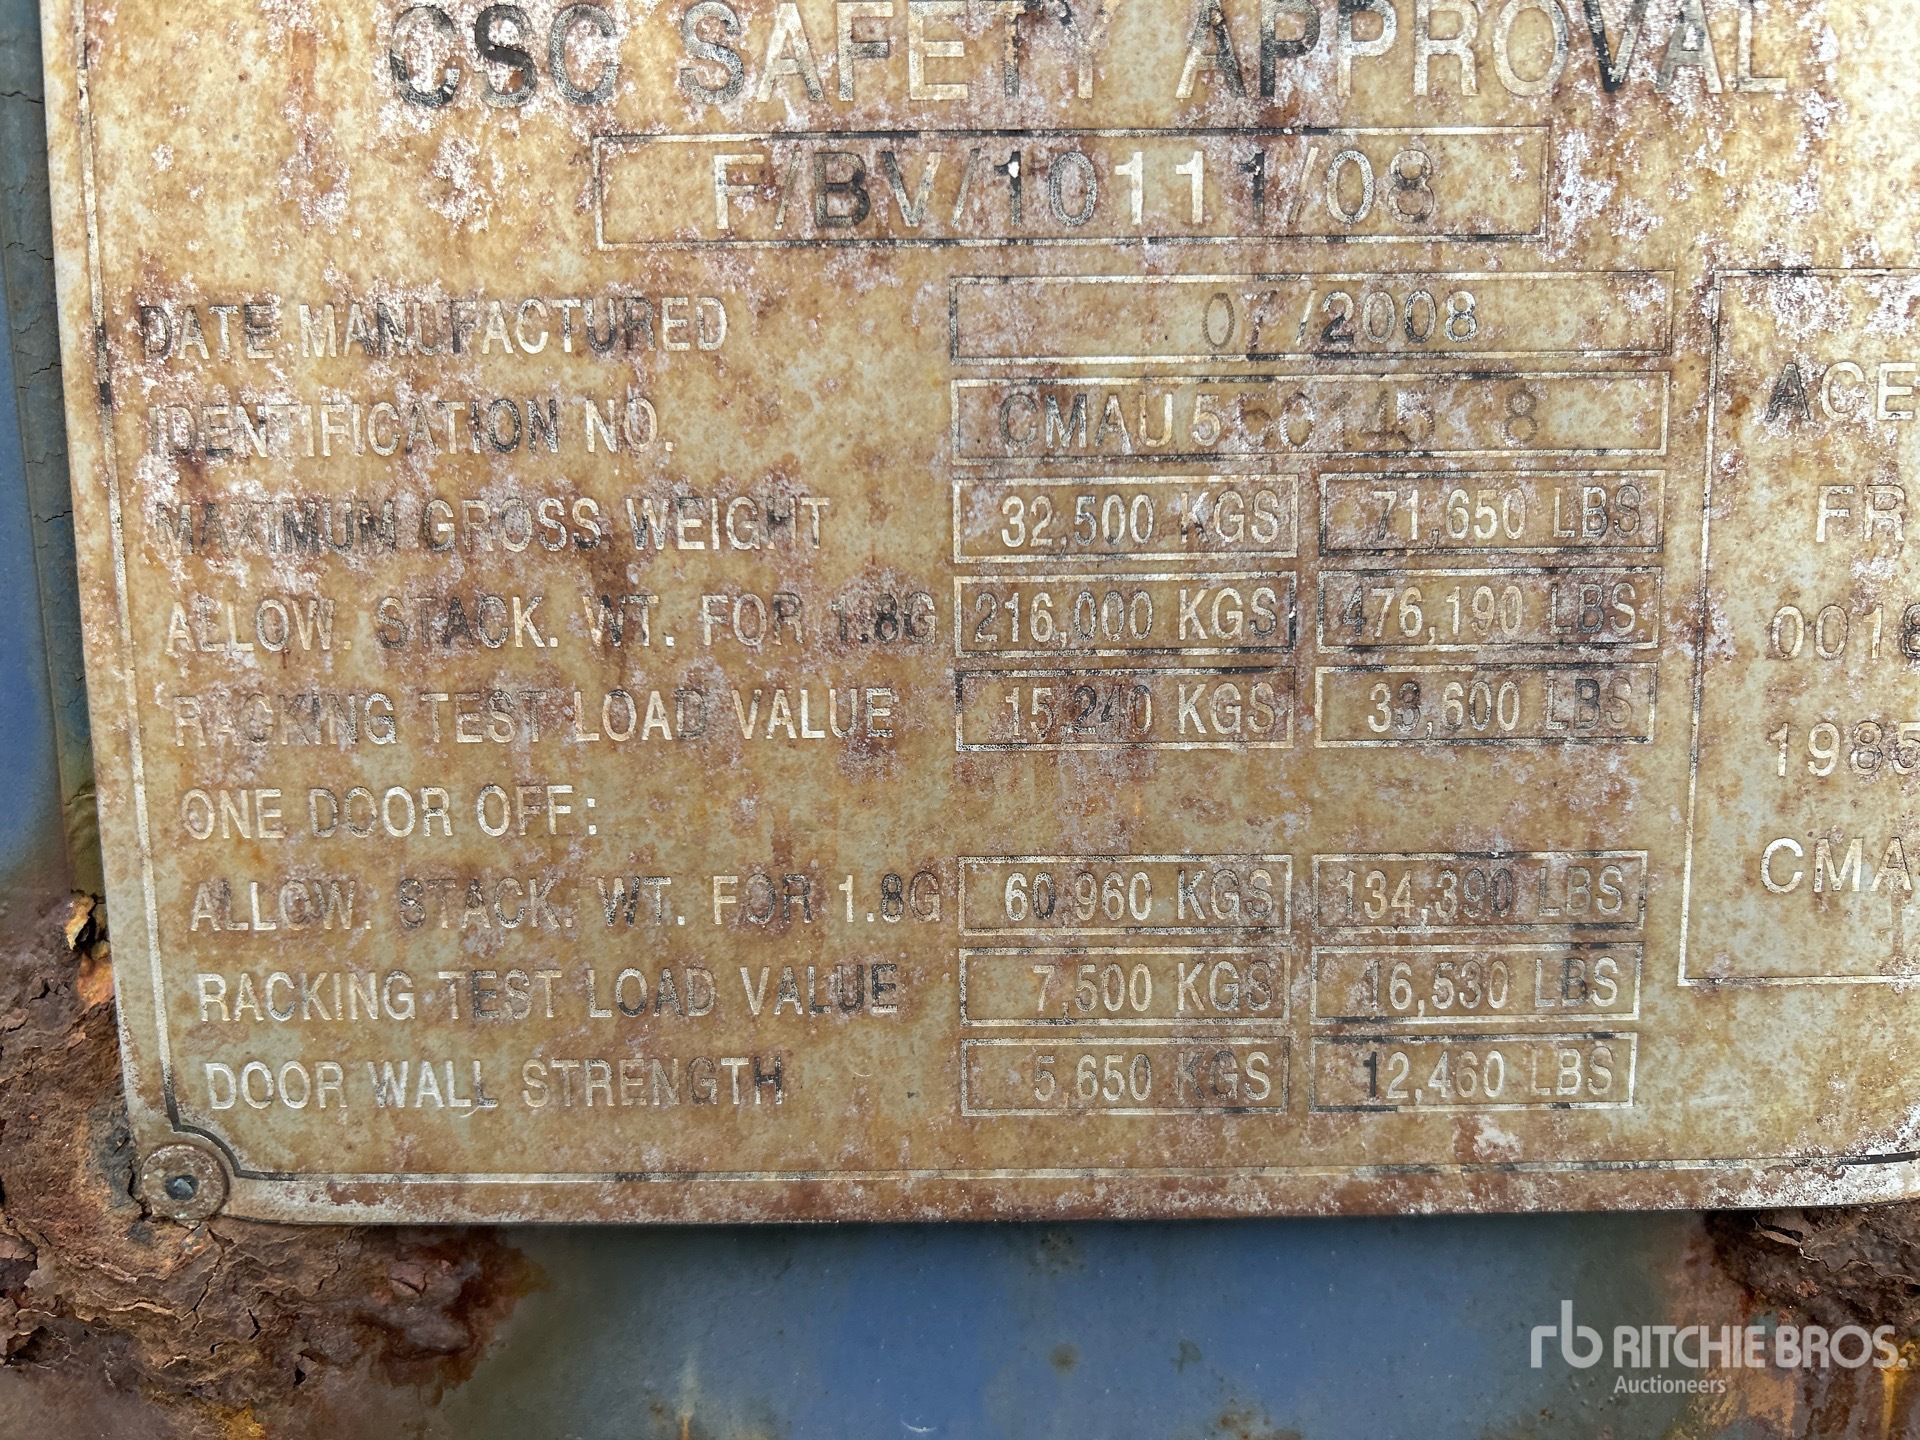 CSC SAFETY APPROVAL
F/BV/10111/08
DATE MANUFACTURED /2008
IDENTIFICATION NO.
MAXIMUM GROSS WEIGHT 32,500 KGS 71,650 LBS
ALLOW. STACK. WT. FOR 1.8G 216,000 KGS 476,190 LBS
RACKING TEST LOAD VALUE 15,240 KGS 33,600 LBS
ONE DOOR OFF:
ALLOW. STACK. WT. FOR 1.8G 60,960 KGS 134,390 LBS
RACKING TEST LOAD VALUE 7,500 KGS 16,530 LBS
DOOR WALL STRENGTH 5,650 KGS 12,460 LBS
ACE
FR
0018
1985
CMA
rb RITCHIE BROS.
Auctioneers